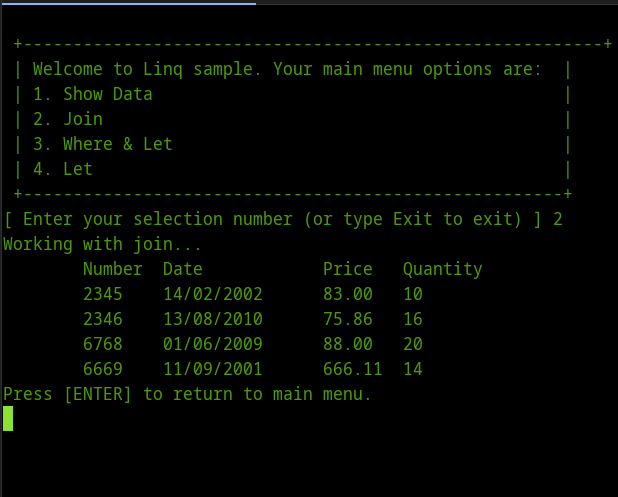 +----------------------------------------------------------+
| Welcome to Linq sample. Your main menu options are:  |
| 1. Show Data                                         |
| 2. Join                                              |
| 3. Where & Let                                       |
| 4. Let                                               |
+------------------------------------------------------+
[ Enter your selection number (or type Exit to exit) ] 2
Working with join...
        Number  Date            Price   Quantity
        2345    14/02/2002      83.00   10
        2346    13/08/2010      75.86   16
        6768    01/06/2009      88.00   20
        6669    11/09/2001      666.11  14
Press [ENTER] to return to main menu.